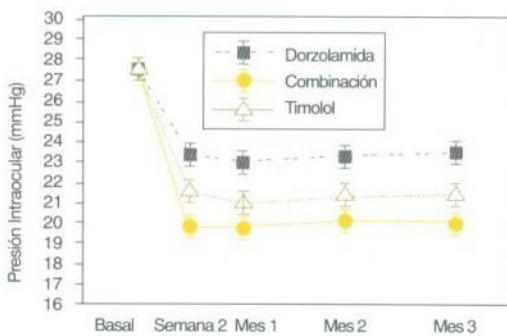 Presión Intraocular (mmHg)
30
29
28
27
26
25
24
23
22
21
20
19
18
17
16
Dorzolamida
Combinación
Timolol
Basal
Semana 2
Mes 1
Mes 2
Mes 3